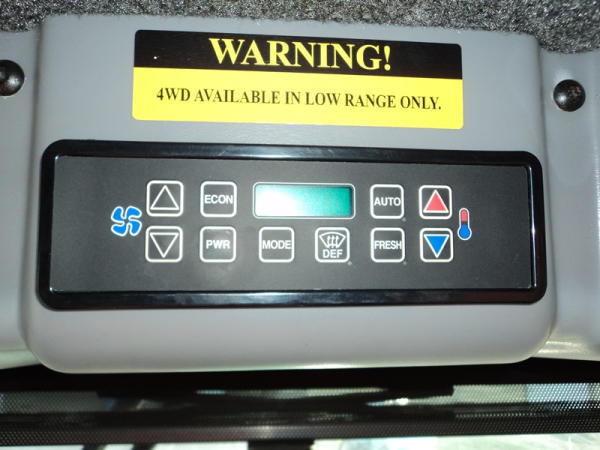 WARNING!
4WD AVAILABLE IN LOW RANGE ONLY.
ECON
AUTO
PWR
MODE
DEF
FRESH